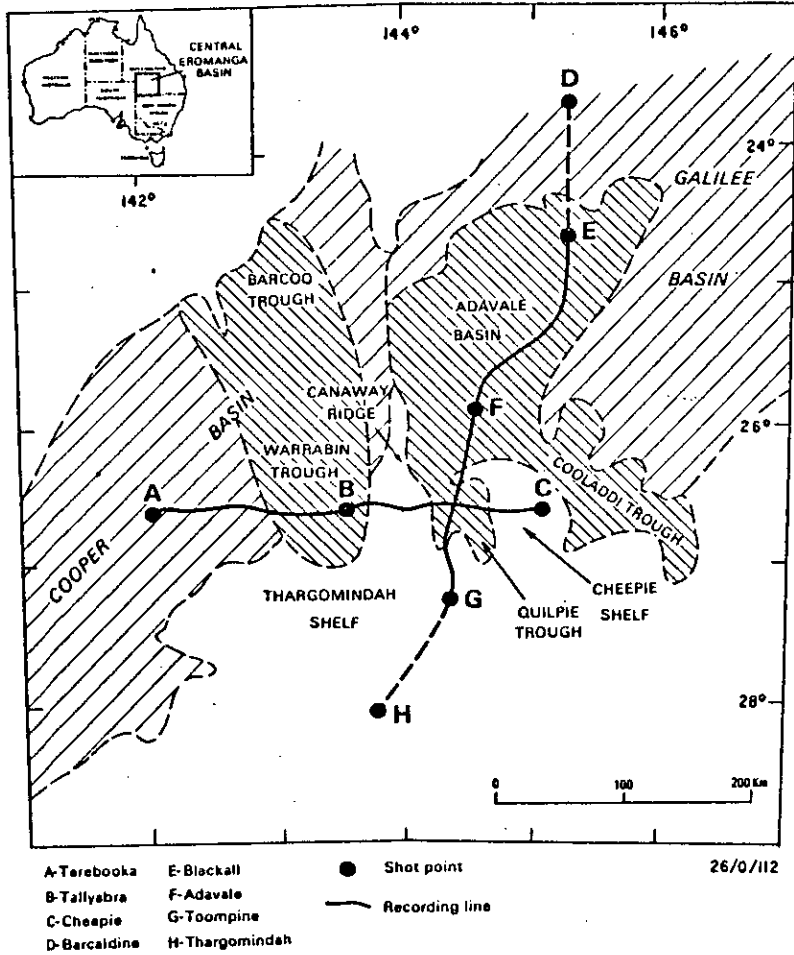 CENTRAL
EROMANGA
BASIN
142°
144°
146°
D
24°
GALILEE
E
BASIN
BARCOO
TROUGH
ADAVALE
BASIN
CANAWAY
RIDGE
F
BASIN
26°
WARRABIN
TROUGH
A
B
C
COOLADDI TROUGH
COOPER
THARGOMINDAH
SHELF
G
QUILPIE
TROUGH
CHEEPIE
SHELF
H
28°
0 100 200 Km
A-Terebooka E-Blackall Shot point 26/0/112
B-Tallyabra F-Adavale
C-Cheapie G-Toompine Recording line
D-Barcaldine H-Thargomindah